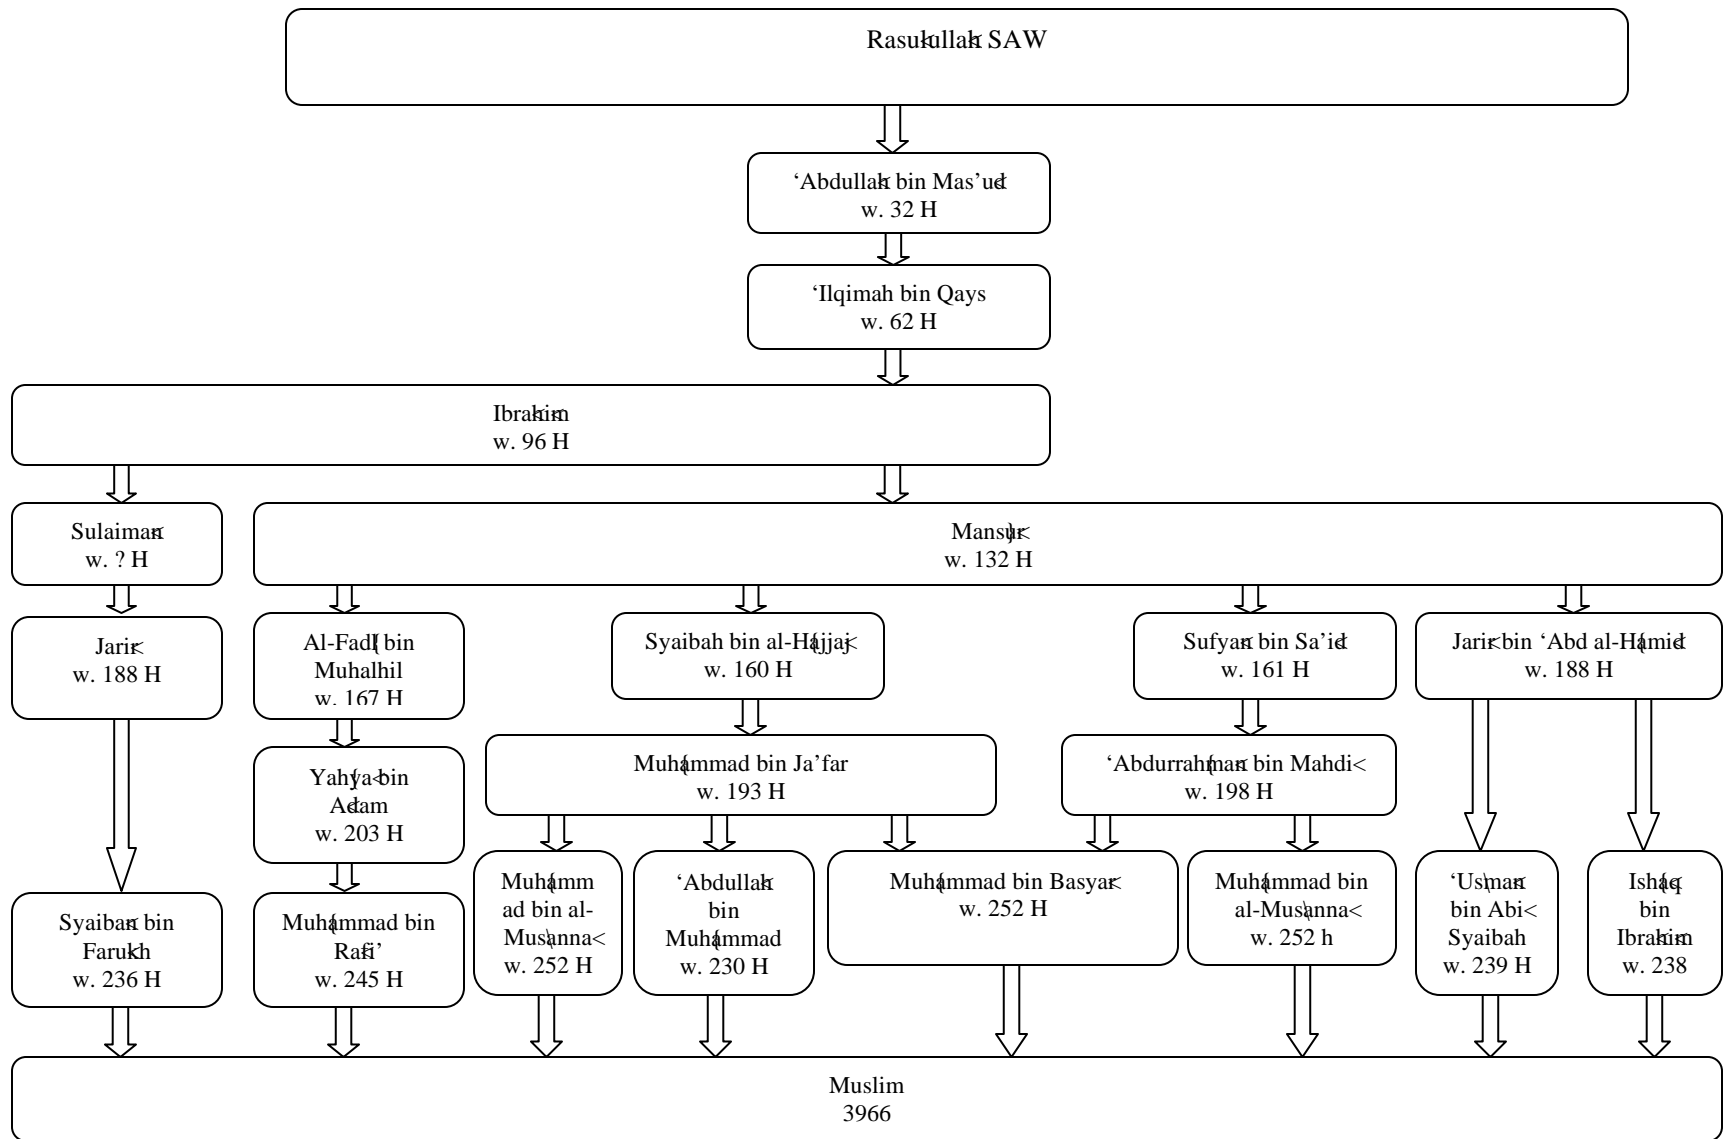 Rasulullah SAW
‘Abdullah bin Mas’ud
w. 32 H
‘Ilqimah bin Qays
w. 62 H
Ibrahim
w. 96 H
Sulaiman
w. ? H
Mansur<
w. 132 H
Jarir<
w. 188 H
Al-Fadl bin
Muhalhil
w. 167 H
Syaibah bin al-Hajjaj<
w. 160 H
Sufyan bin Sa’id
w. 161 H
Jarir<bin ‘Abd al-Hamid
w. 188 H
Yahya<bin
Adam
w. 203 H
Muhammad bin Ja’far
w. 193 H
‘Abdurrahman bin Mahdi<
w. 198 H
Syaiban bin
Farukh
w. 236 H
Muhammad bin
Rafi’
w. 245 H
Muhamm
ad bin al-
Musanna<
w. 252 H
‘Abdullah
bin
Muhammad
w. 230 H
Muhammad bin Basyar<
w. 252 H
Muhammad bin
al-Musanna<
w. 252 h
‘Usman
bin Abi<
Syaibah
w. 239 H
Ishaq
bin
Ibrahim
w. 238
Muslim
3966